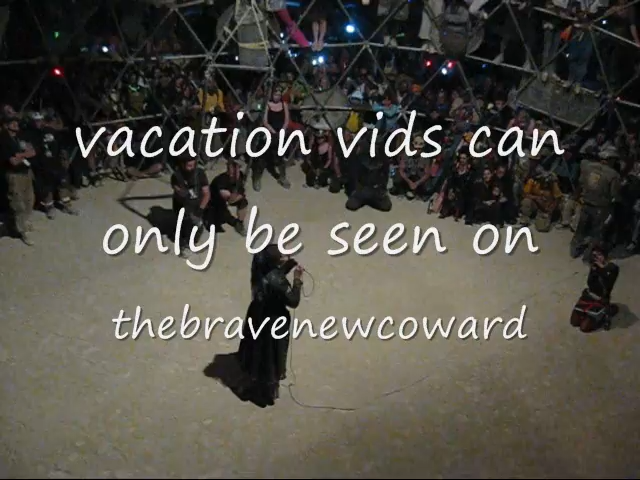 vacation vids can
only be seen on
thebravenewcoward